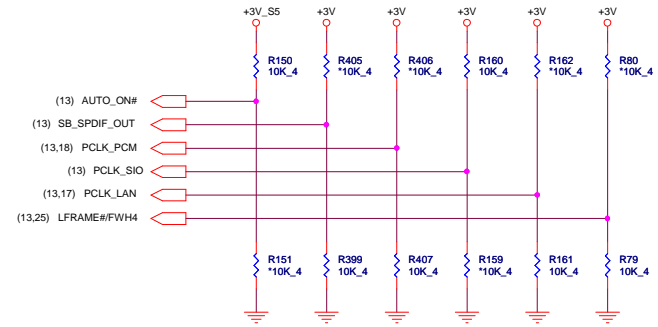 +3V_S5 +3V +3V +3V +3V +3V
R150 R405 R406 R160 R162 R80
10K_4 *10K_4 *10K_4 10K_4 *10K_4 *10K_4
(13) AUTO_ON#
(13) SB_SPDIF_OUT
(13,18) PCLK_PCM
(13) PCLK_SIO
(13,17) PCLK_LAN
(13,25) LFRAME#/FWH4
R151 R399 R407 R159 R161 R79
*10K_4 10K_4 10K_4 *10K_4 10K_4 10K_4